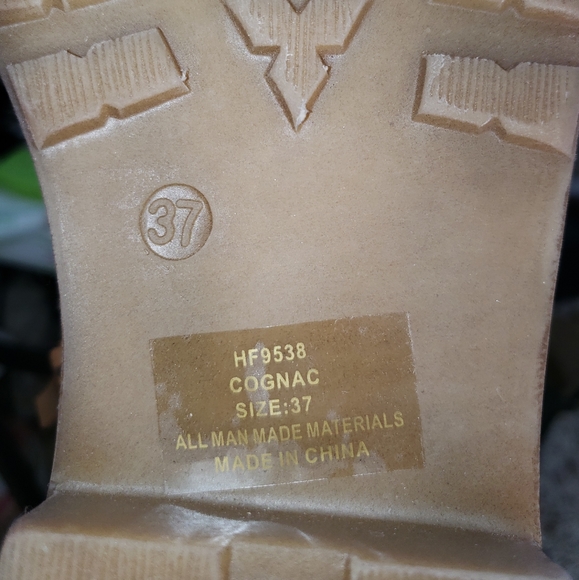 37
HF9538
COGNAC
SIZE:37
ALL MAN MADE MATERIALS
MADE IN CHINA